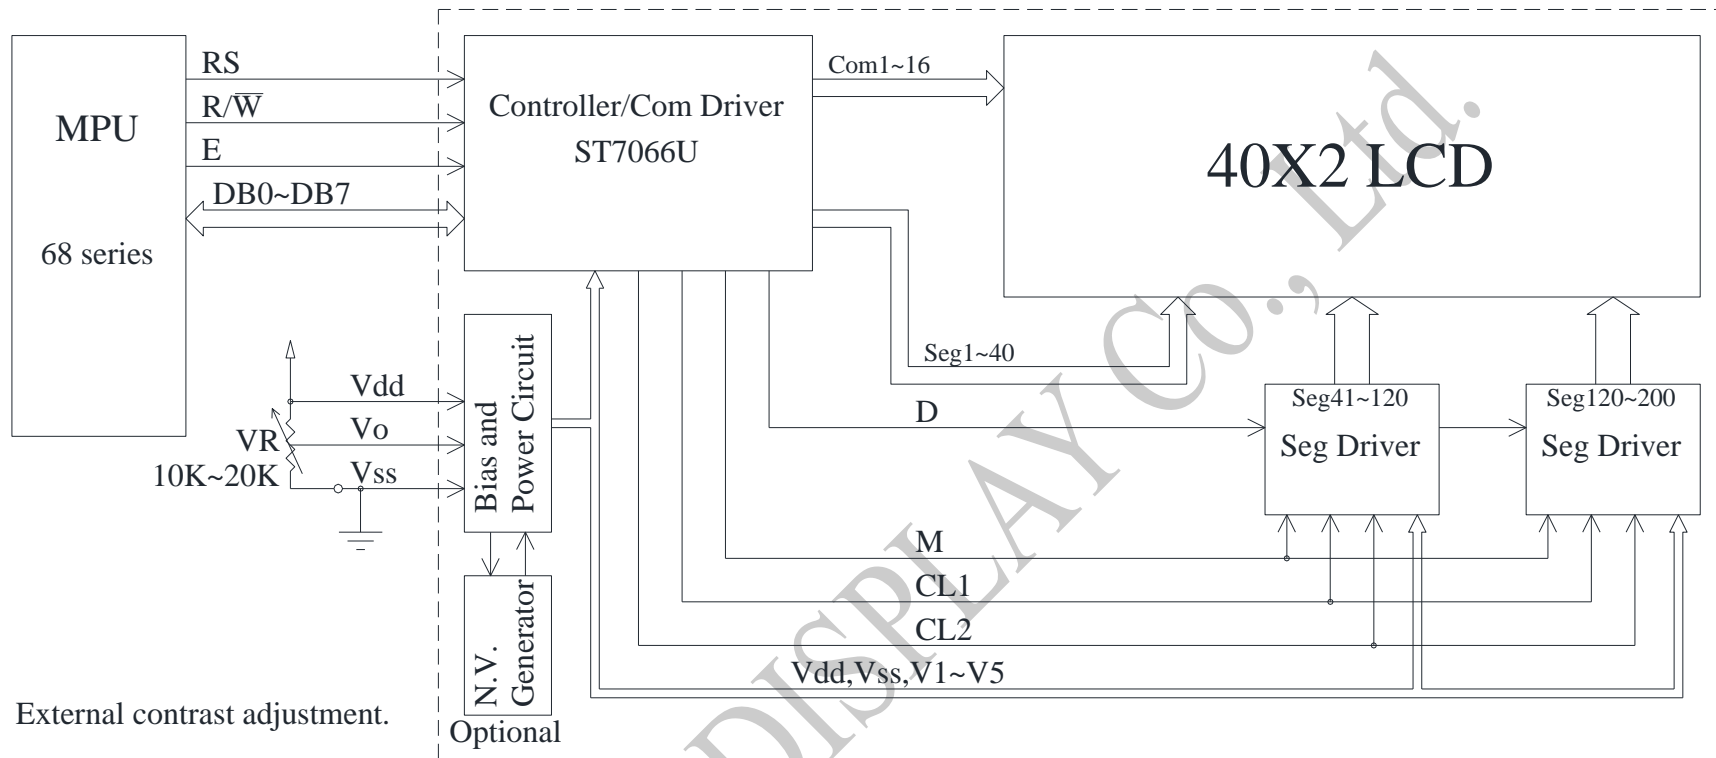 MPU
68 series
RS
R/W̅
E
DB0~DB7
Controller/Com Driver
ST7066U
Com1~16
40X2 LCD
Seg1~40
D
Seg41~120
Seg Driver
Seg120~200
Seg Driver
Vdd
Vo
Vss
VR
10K~20K
Bias and
Power Circuit
N.V.
Generator
Optional
M
CL1
CL2
Vdd,Vss,V1~V5
External contrast adjustment.
DISPLAY Co., Ltd.